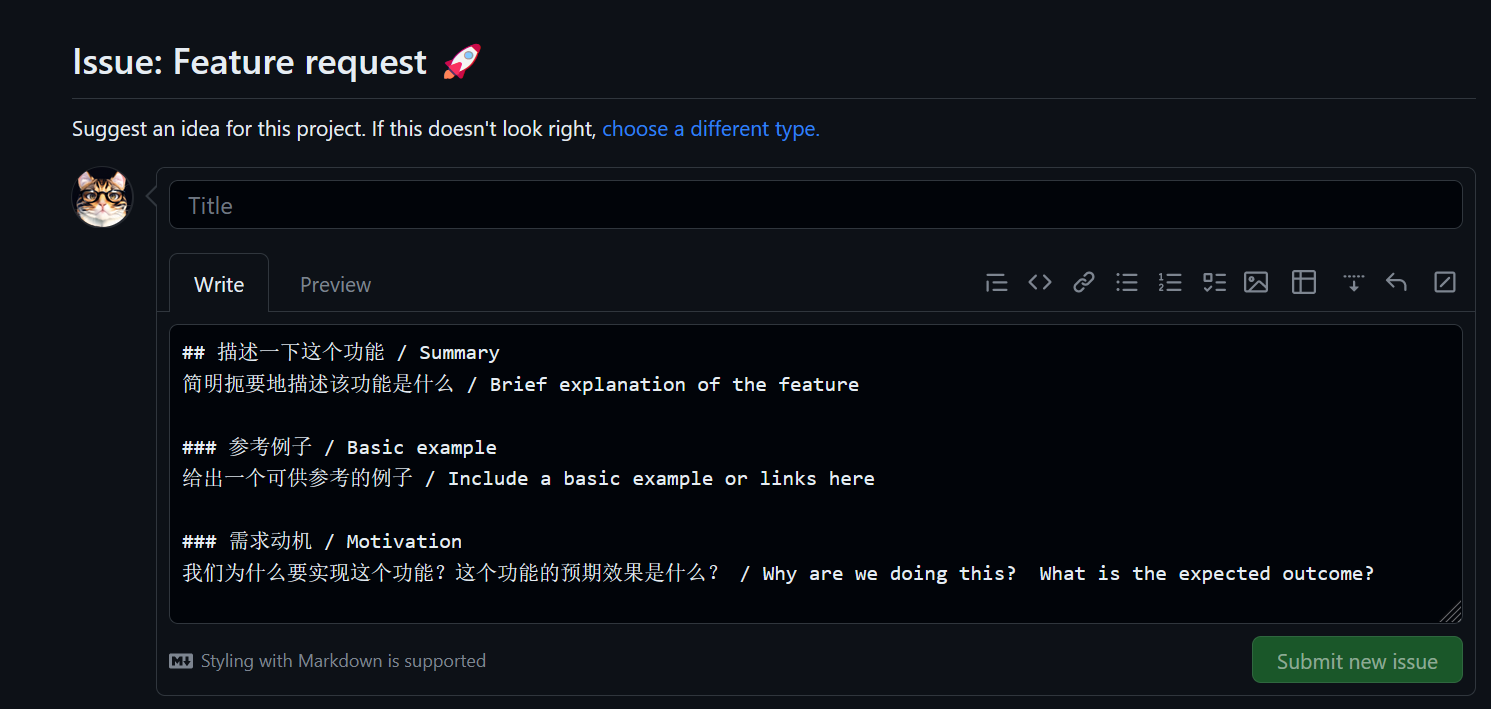 Issue: Feature request 🚀
Suggest an idea for this project. If this doesn't look right, choose a different type.
Title
Write
Preview
## 描述一下这个功能 / Summary
简明扼要地描述该功能是什么 / Brief explanation of the feature
### 参考例子 / Basic example
给出一个可供参考的例子 / Include a basic example or links here
### 需求动机 / Motivation
我们为什么要实现这个功能？这个功能的预期效果是什么？ / Why are we doing this?  What is the expected outcome?
Styling with Markdown is supported
Submit new issue